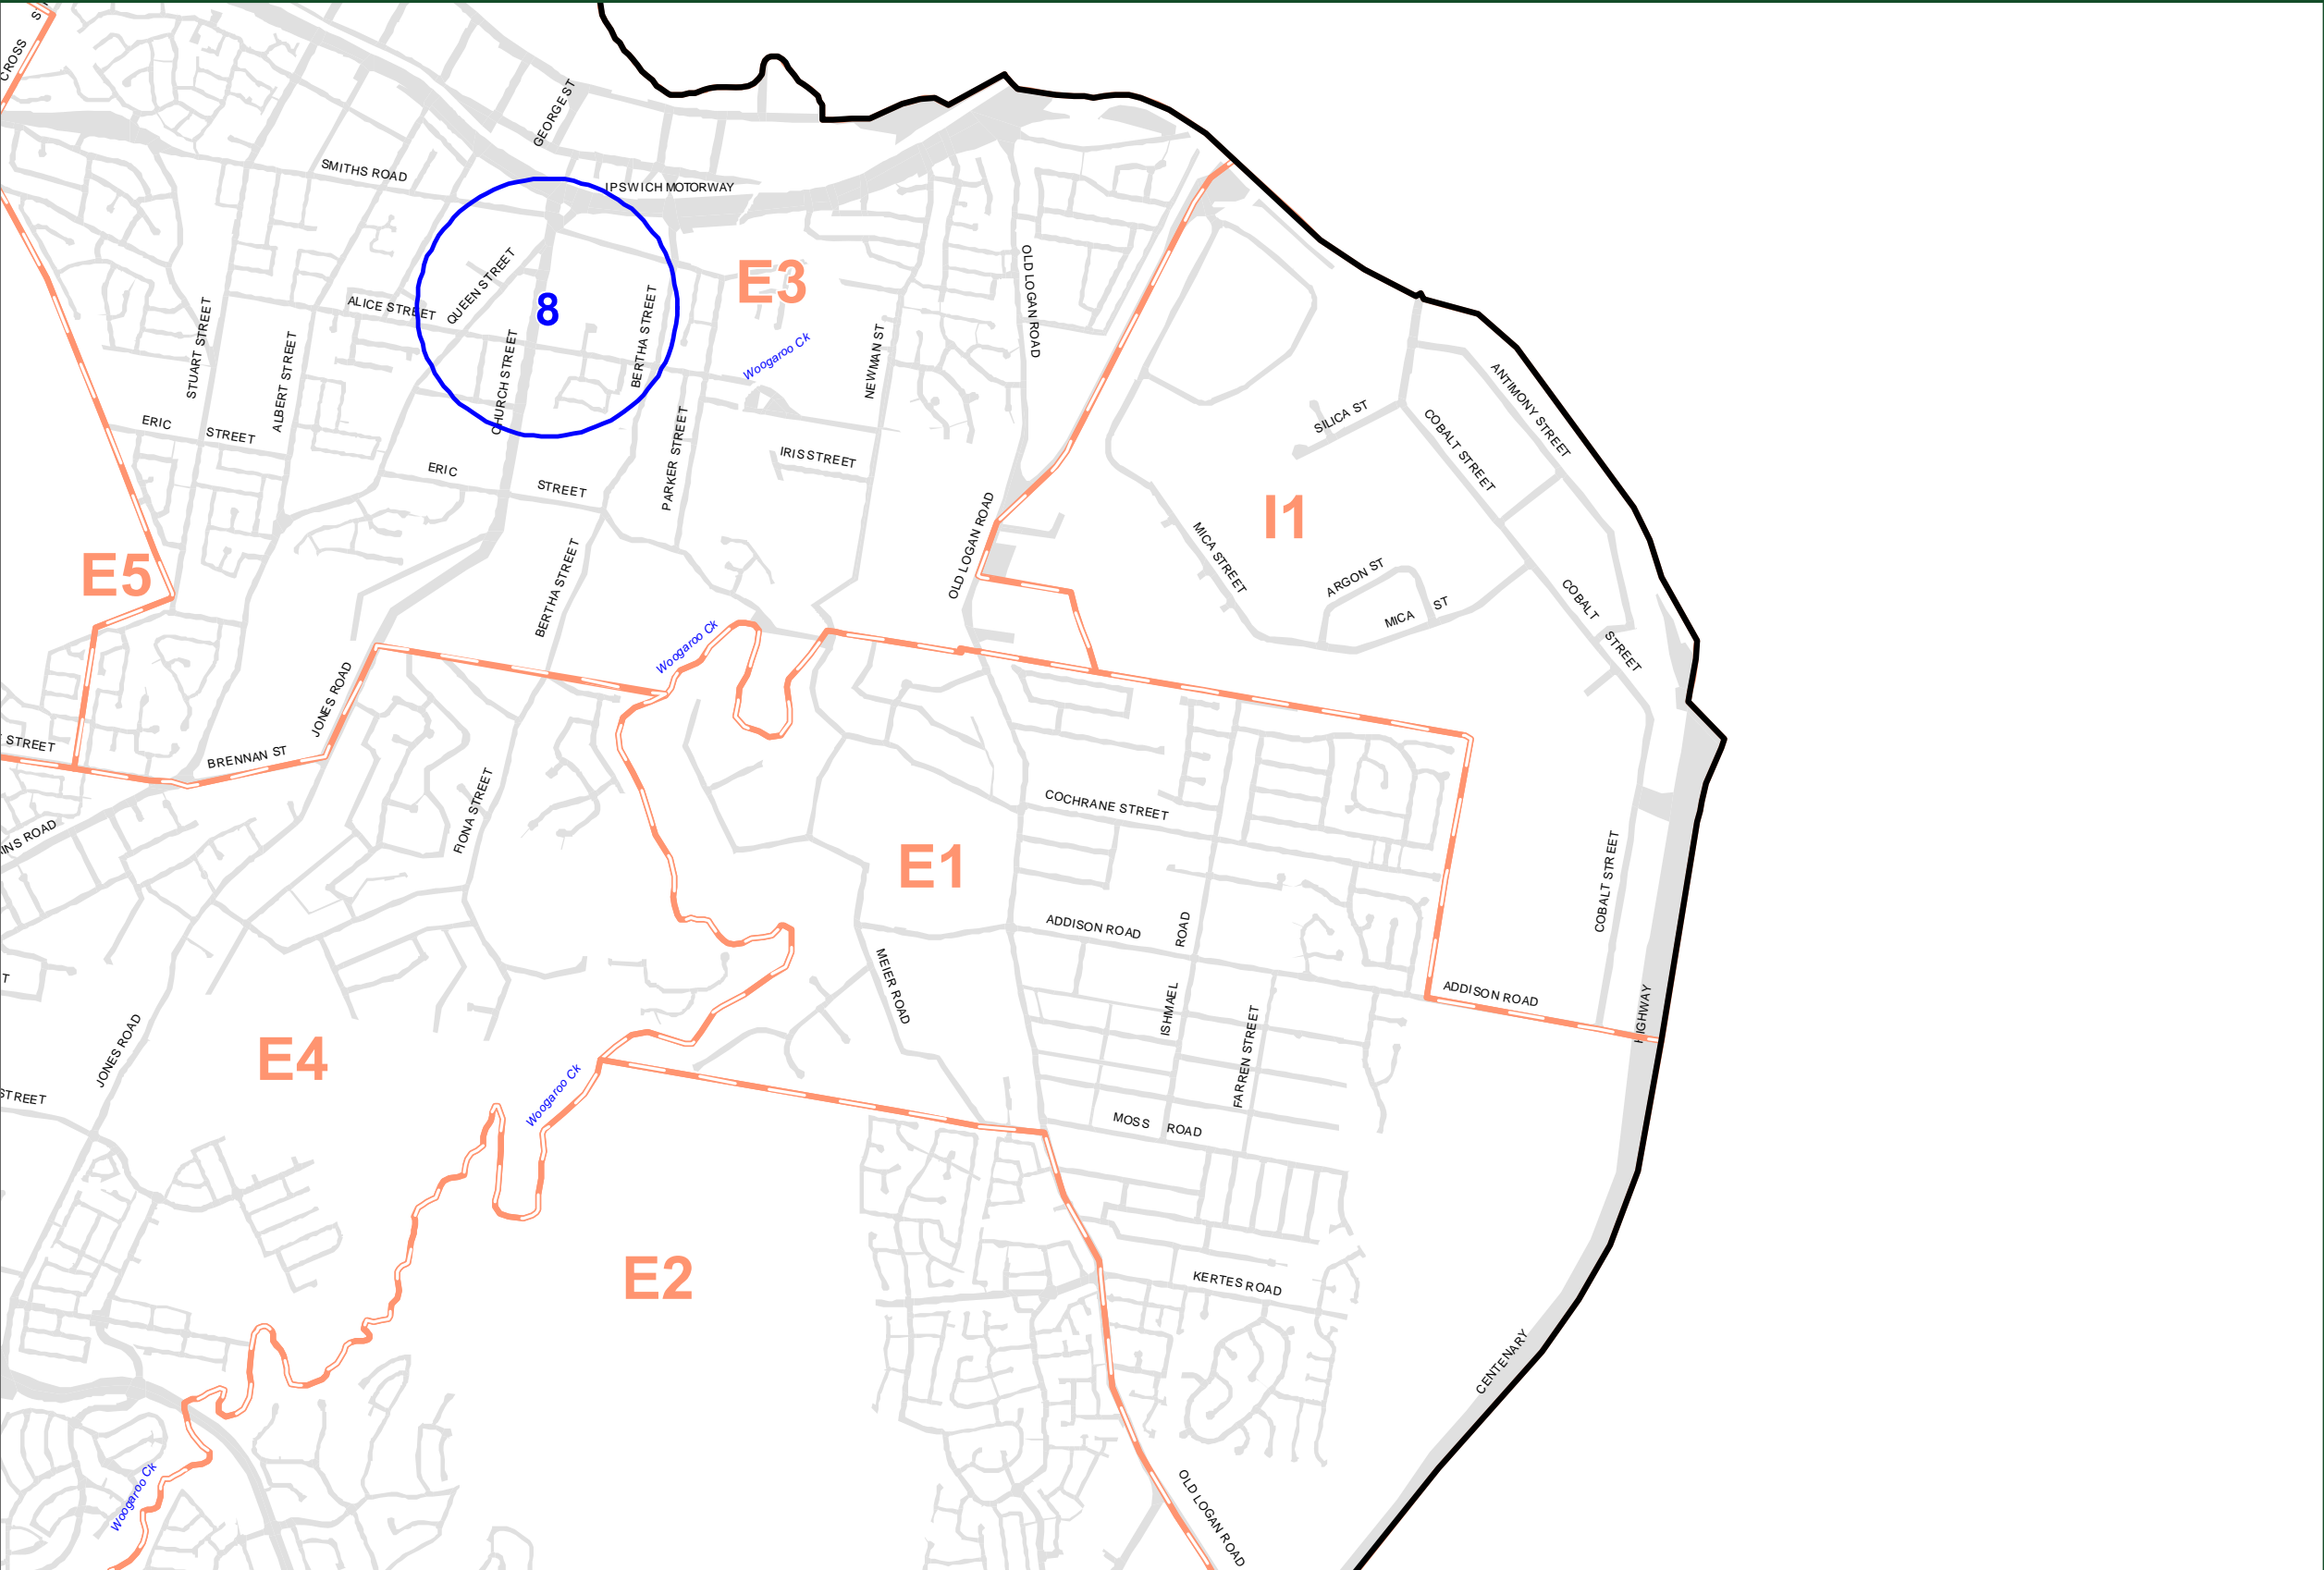 CROSS
GEORGE ST
SMITHS ROAD
IPSWICH MOTORWAY
QUEEN STREET
E3
8
ALICE STREET
OLD LOGAN ROAD
STUART STREET
ALBERT STREET
CHURCH STREET
BERTHA STREET
Woogaroo Ck
NEWMAN ST
ANTIMONY STREET
SILICA ST
COBALT STREET
ERIC
STREET
PARKER STREET
IRIS STREET
ERIC
STREET
I1
OLD LOGAN ROAD
MICA STREET
E5
BERTHA STREET
ARGON ST
MICA
ST
COBALT
STREET
Woogaroo Ck
JONES ROAD
STREET
BRENNAN ST
FIONA STREET
COCHRANE STREET
E1
COBALT STREET
ADDISON ROAD
ROAD
MEIER ROAD
ISHMAEL
ADDISON ROAD
HIGHWAY
JONES ROAD
E4
FARREN STREET
Woogaroo Ck
STREET
MOSS
ROAD
E2
KERTES ROAD
CENTENARY
Woogaroo Ck
OLD LOGAN ROAD